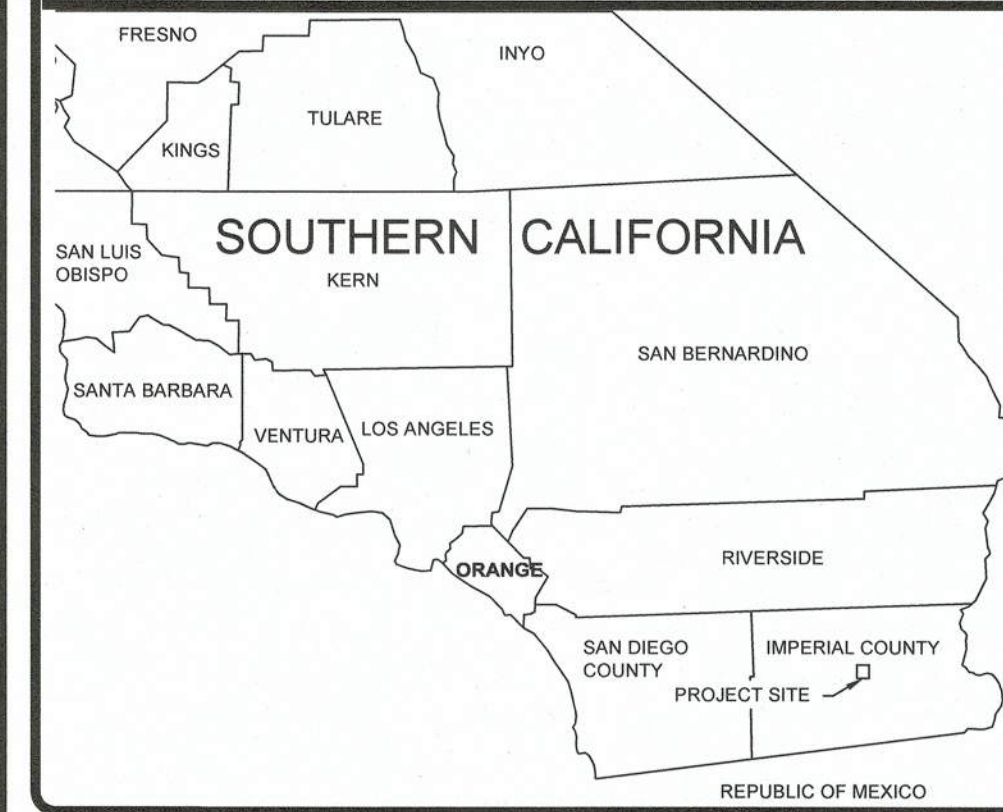 FRESNO
INYO
TULARE
KINGS
SOUTHERN CALIFORNIA
SAN LUIS
OBISPO
KERN
SAN BERNARDINO
SANTA BARBARA
VENTURA
LOS ANGELES
ORANGE
RIVERSIDE
SAN DIEGO
COUNTY
IMPERIAL COUNTY
PROJECT SITE
REPUBLIC OF MEXICO